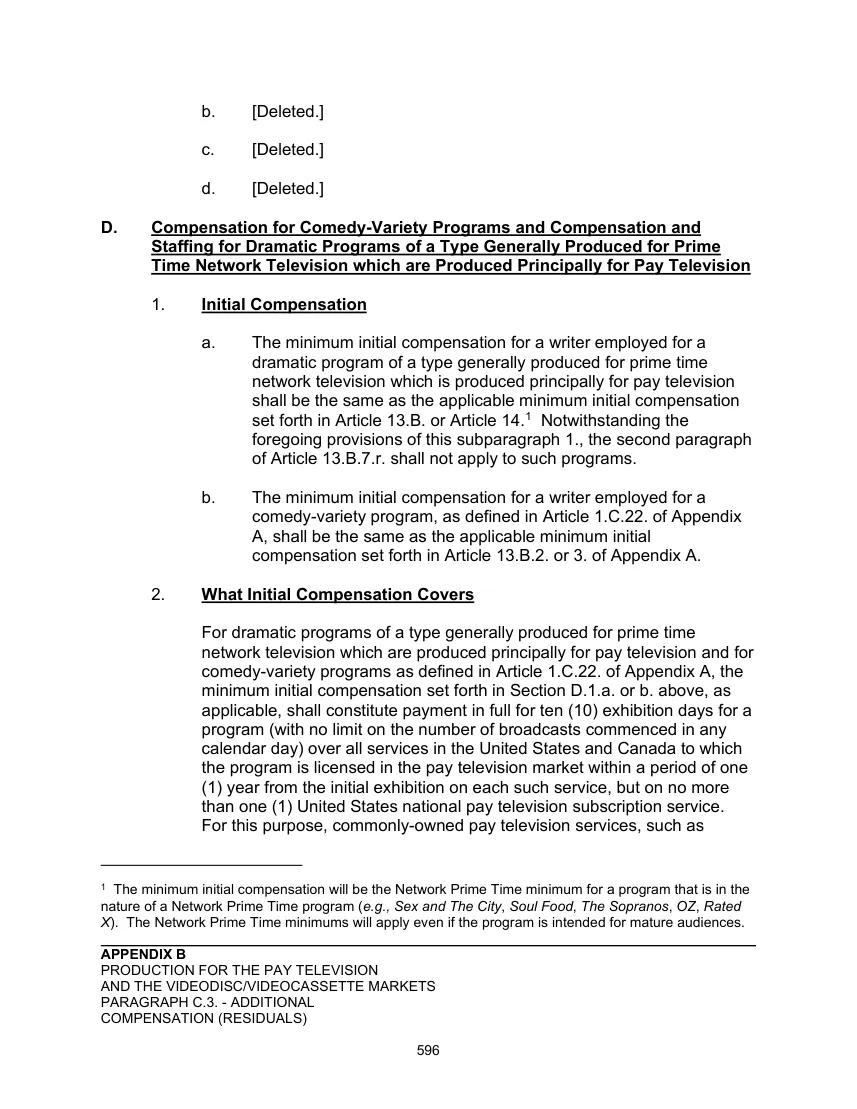 b. [Deleted.]
c. [Deleted.]
d. [Deleted.]
D. Compensation for Comedy-Variety Programs and Compensation and
Staffing for Dramatic Programs of a Type Generally Produced for Prime
Time Network Television which are Produced Principally for Pay Television
1. Initial Compensation
a. The minimum initial compensation for a writer employed for a
dramatic program of a type generally produced for prime time
network television which is produced principally for pay television
shall be the same as the applicable minimum initial compensation
set forth in Article 13.B. or Article 14.1 Notwithstanding the
foregoing provisions of this subparagraph 1., the second paragraph
of Article 13.B.7.r. shall not apply to such programs.
b. The minimum initial compensation for a writer employed for a
comedy-variety program, as defined in Article 1.C.22. of Appendix
A, shall be the same as the applicable minimum initial
compensation set forth in Article 13.B.2. or 3. of Appendix A.
2. What Initial Compensation Covers
For dramatic programs of a type generally produced for prime time
network television which are produced principally for pay television and for
comedy-variety programs as defined in Article 1.C.22. of Appendix A, the
minimum initial compensation set forth in Section D.1.a. or b. above, as
applicable, shall constitute payment in full for ten (10) exhibition days for a
program (with no limit on the number of broadcasts commenced in any
calendar day) over all services in the United States and Canada to which
the program is licensed in the pay television market within a period of one
(1) year from the initial exhibition on each such service, but on no more
than one (1) United States national pay television subscription service.
For this purpose, commonly-owned pay television services, such as
1 The minimum initial compensation will be the Network Prime Time minimum for a program that is in the
nature of a Network Prime Time program (e.g., Sex and The City, Soul Food, The Sopranos, OZ, Rated
X). The Network Prime Time minimums will apply even if the program is intended for mature audiences.
APPENDIX B
PRODUCTION FOR THE PAY TELEVISION
AND THE VIDEODISC/VIDEOCASSETTE MARKETS
PARAGRAPH C.3. - ADDITIONAL
COMPENSATION (RESIDUALS)
596